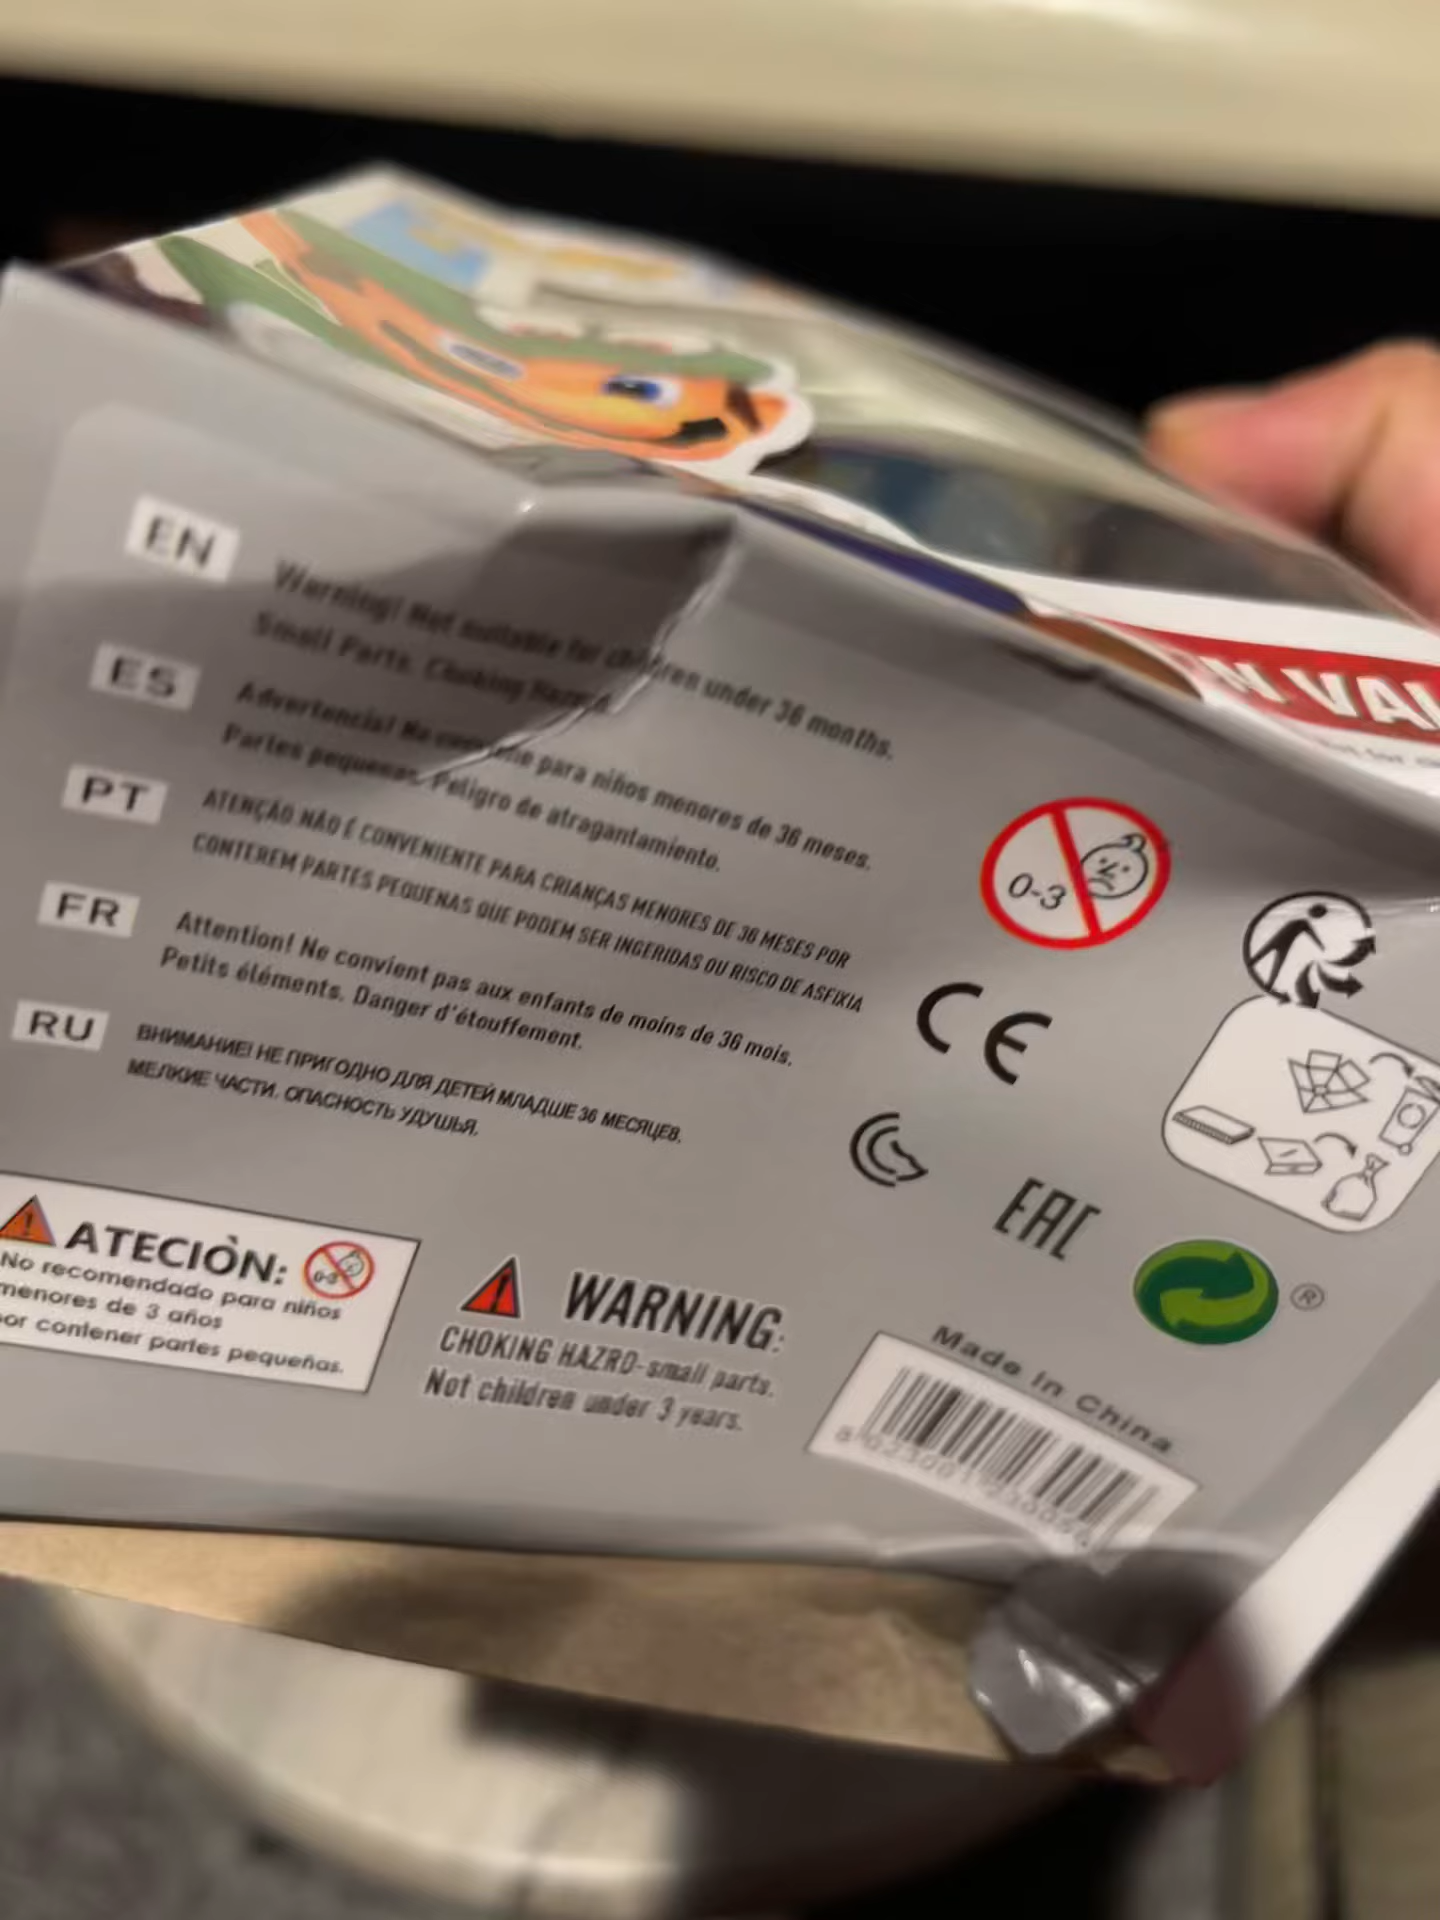 EN
Warning! Not suitable for children under 36 months.
Small Parts. Choking Hazard
ES
Advertencia! No conviene para niños menores de 36 meses.
Partes pequenas. Peligro de atragantamiento.
PT
ATENÇÃO NÃO É CONVENIENTE PARA CRIANÇAS MENORES DE 36 MESES POR
CONTEREM PARTES PEQUENAS QUE PODEM SER INGERIDAS OU RISCO DE ASFIXIA
FR
Attention! Ne convient pas aux enfants de moins de 36 mois.
Petits éléments. Danger d'étouffement.
RU
ВНИМАНИЕ! НЕ ПРИГОДНО ДЛЯ ДЕТЕЙ МЛАДШЕ 36 МЕСЯЦЕВ.
МЕЛКИЕ ЧАСТИ. ОПАСНОСТЬ УДУШЬЯ.
N VAI
0-3
CE
EAC
®
ATECIÒN:
0-3
No recomendado para niños
menores de 3 años
por contener partes pequeñas.
WARNING:
CHOKING HAZRD-small parts.
Not children under 3 years.
Made in China